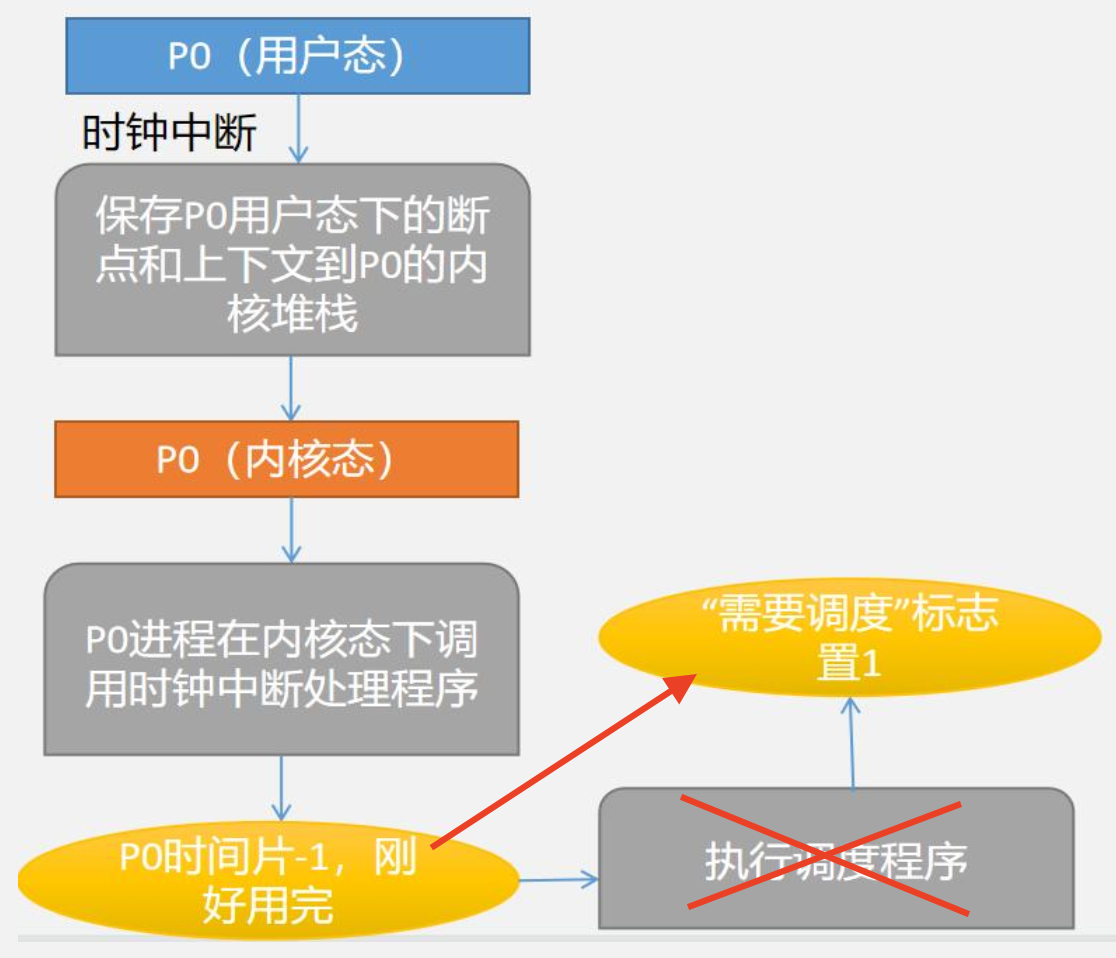 P0（用户态）
时钟中断
保存P0用户态下的断
点和上下文到P0的内
核堆栈
P0（内核态）
P0进程在内核态下调
用时钟中断处理程序
P0时间片-1，刚
好用完
执行调度程序
“需要调度”标志
置1